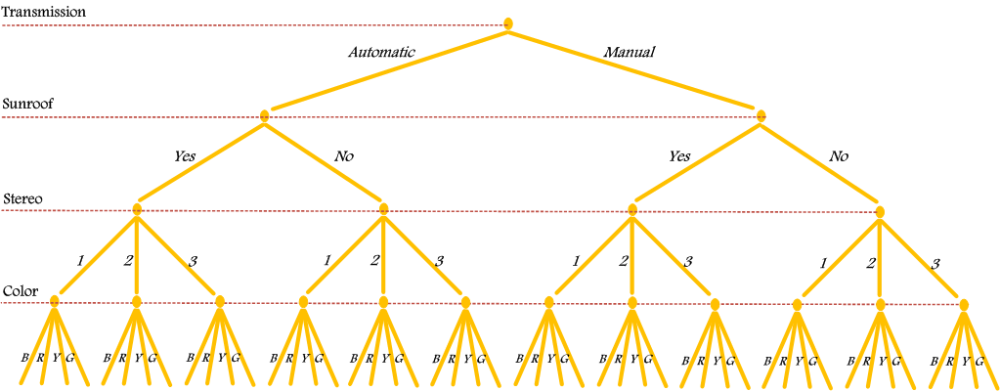 Transmission
Automatic Manual
Sunroof
Yes No Yes No
Stereo
1 2 3 1 2 3 1 2 3 1 2 3
Color
B R Y G B R Y G B R Y G B R Y G B R Y G B R Y G B R Y G B R Y G B R Y G B R Y G B R Y G B R Y G